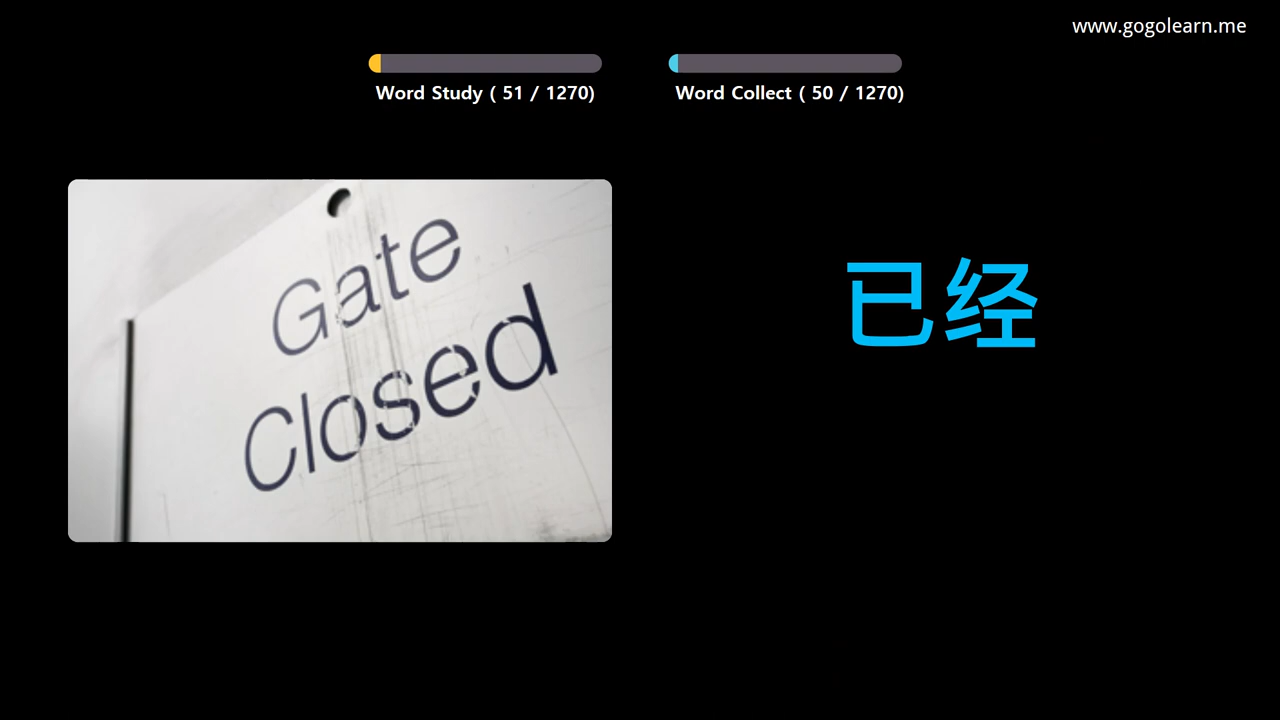 www.gogolearn.me
Word Study ( 51 / 1270)
Word Collect ( 50 / 1270)
Gate
Closed
已经